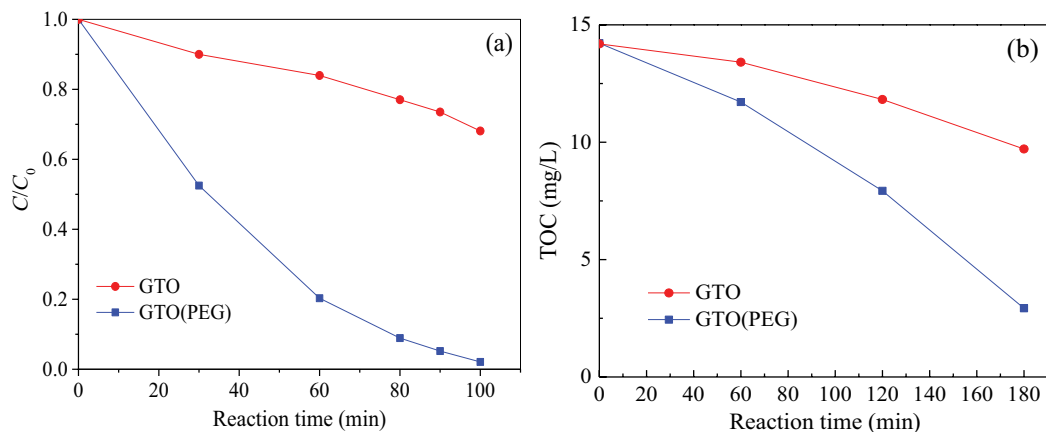 (a)
1.0
0.8
0.6
0.4
0.2
0.0
C/C0
GTO
GTO(PEG)
0 20 40 60 80 100
Reaction time (min)
(b)
15
10
5
0
TOC (mg/L)
GTO
GTO(PEG)
0 20 40 60 80 100 120 140 160 180
Reaction time (min)